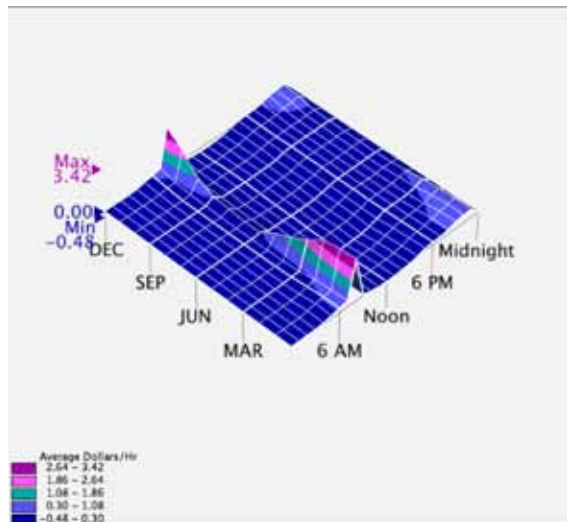 Max
3.42
0.00
Min
-0.48
DEC
SEP
JUN
MAR
6 AM
Noon
6 PM
Midnight
Average Dollars/Hr
2.64 - 3.42
1.86 - 2.64
1.08 - 1.86
0.30 - 1.08
-0.48 - 0.30